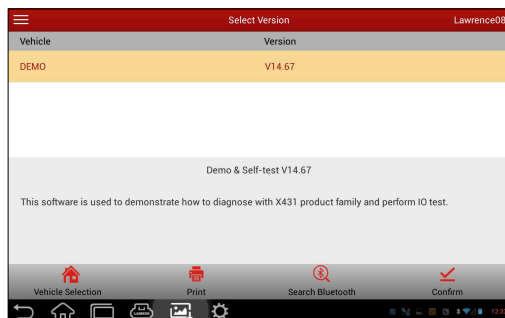 Select Version
Lawrence08
Vehicle Version
DEMO V14.67
Demo & Self-test V14.67
This software is used to demonstrate how to diagnose with X431 product family and perform IO test.
Vehicle Selection Print Search Bluetooth Confirm
LAUNCH